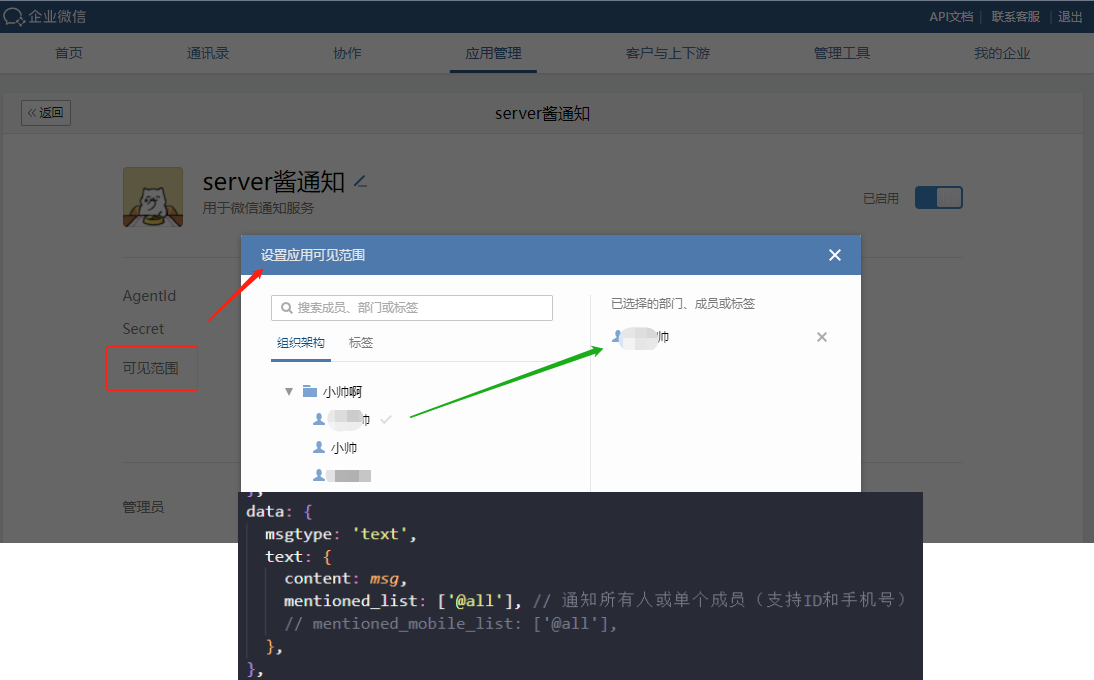 企业微信
API文档 | 联系客服 | 退出
首页 通讯录 协作 应用管理 客户与上下游 管理工具 我的企业
« 返回
server酱通知
server酱通知
用于微信通知服务
已启用
设置应用可见范围
搜索成员、部门或标签
组织架构 标签
小帅啊
帅
小帅
已选择的部门、成员或标签
帅
AgentId
Secret
可见范围
管理员
},
data: {
msgtype: 'text',
text: {
content: msg,
mentioned_list: ['@all'], // 通知所有人或单个成员（支持ID和手机号）
// mentioned_mobile_list: ['@all'],
},
},